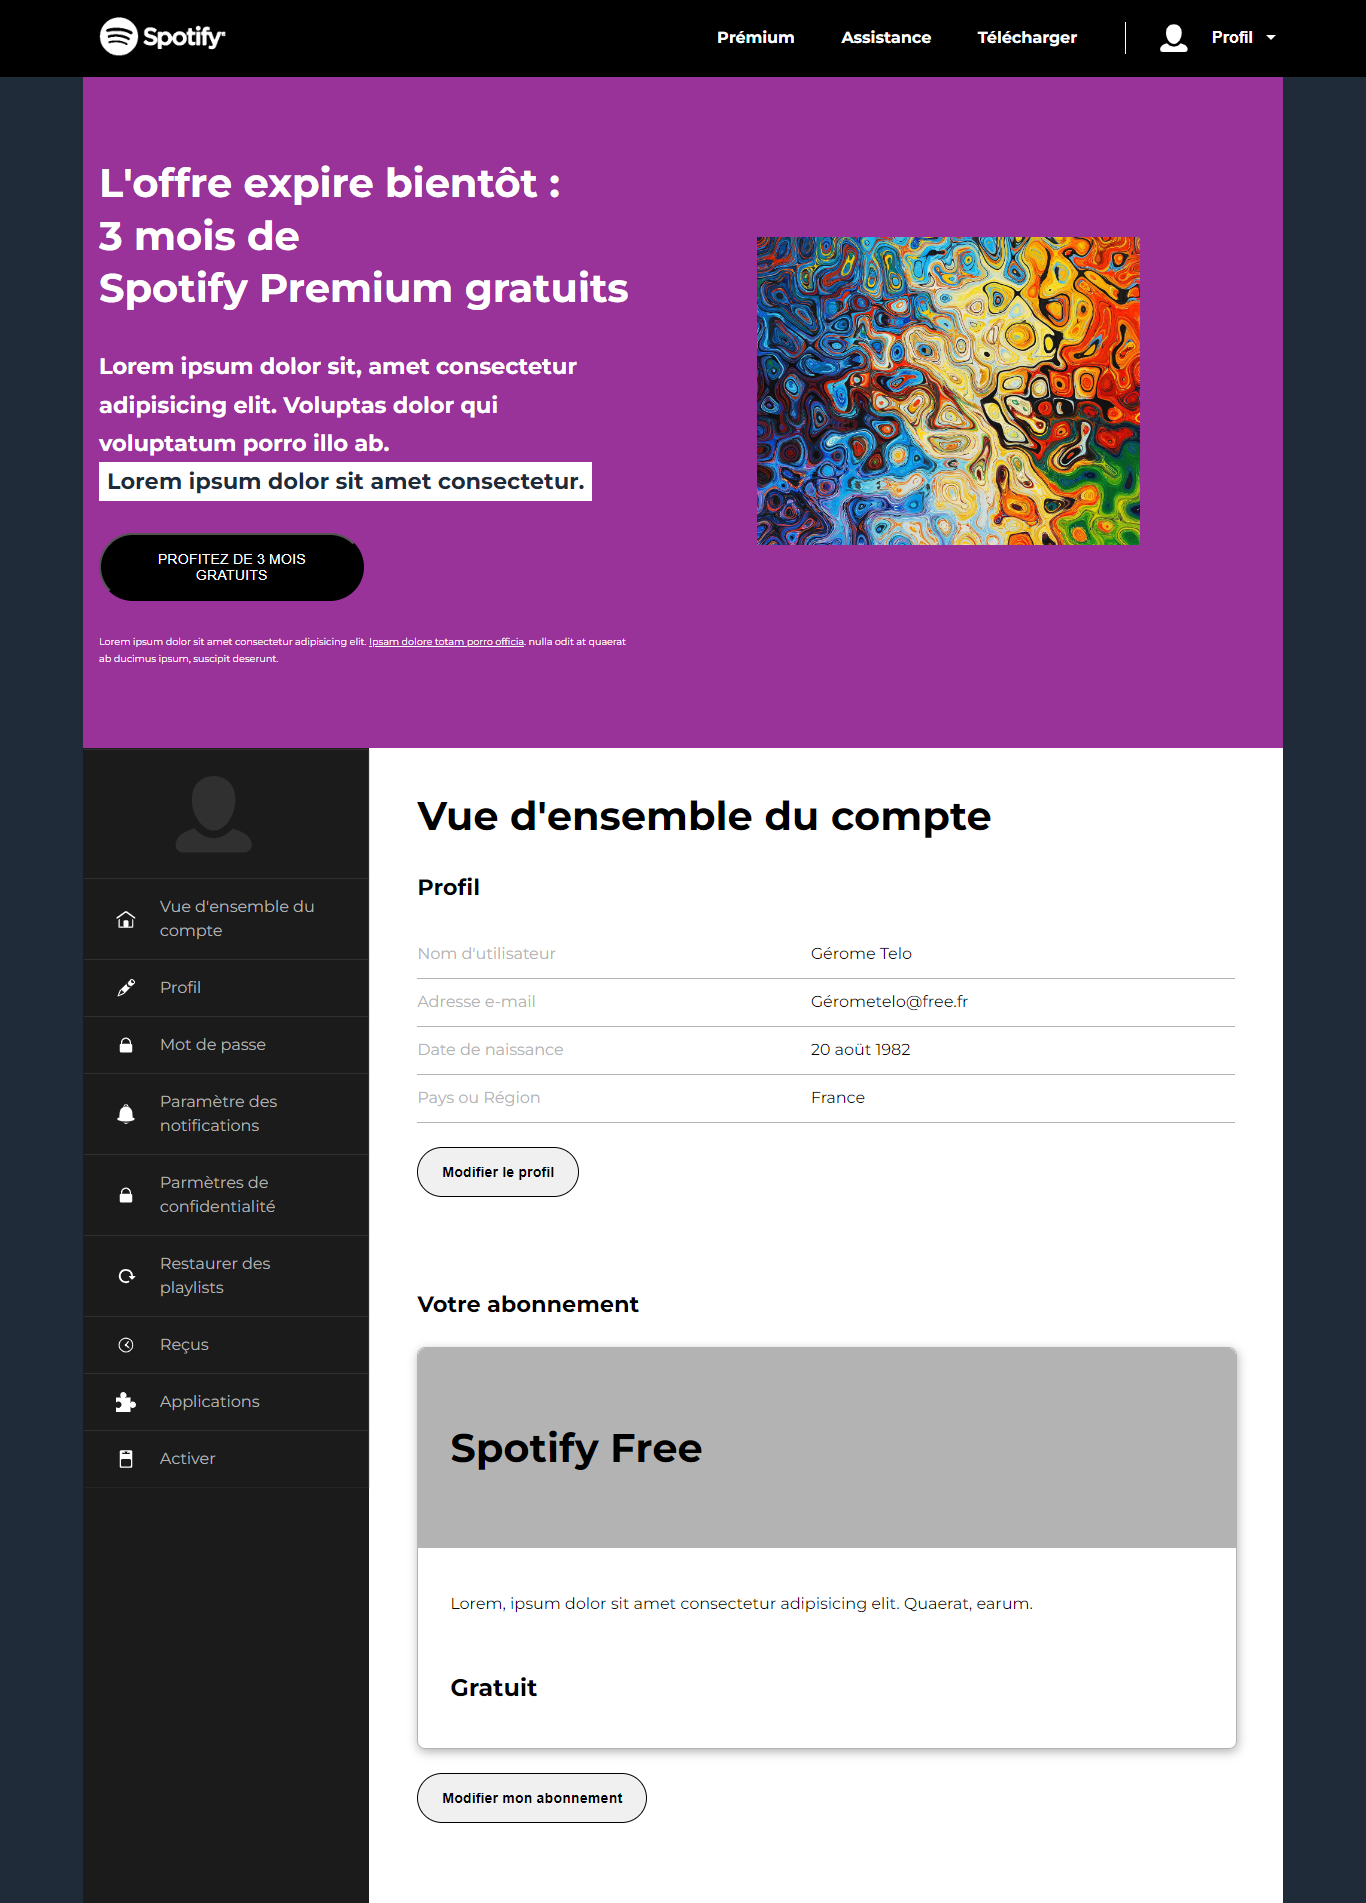 Spotify®
Prémium
Assistance
Télécharger
Profil
L'offre expire bientôt :
3 mois de
Spotify Premium gratuits
Lorem ipsum dolor sit, amet consectetur
adipisicing elit. Voluptas dolor qui
voluptatum porro illo ab.
Lorem ipsum dolor sit amet consectetur.
PROFITEZ DE 3 MOIS
GRATUITS
Lorem ipsum dolor sit amet consectetur adipisicing elit. Ipsam dolore totam porro officia. nulla odit at quaerat
ab ducimus ipsum, suscipit deserunt.
Vue d'ensemble du
compte
Profil
Mot de passe
Paramètre des
notifications
Parmètres de
confidentialité
Restaurer des
playlists
Reçus
Applications
Activer
Vue d'ensemble du compte
Profil
Nom d'utilisateur Gérome Telo
Adresse e-mail Gérometelo@free.fr
Date de naissance 20 août 1982
Pays ou Région France
Modifier le profil
Votre abonnement
Spotify Free
Lorem, ipsum dolor sit amet consectetur adipisicing elit. Quaerat, earum.
Gratuit
Modifier mon abonnement